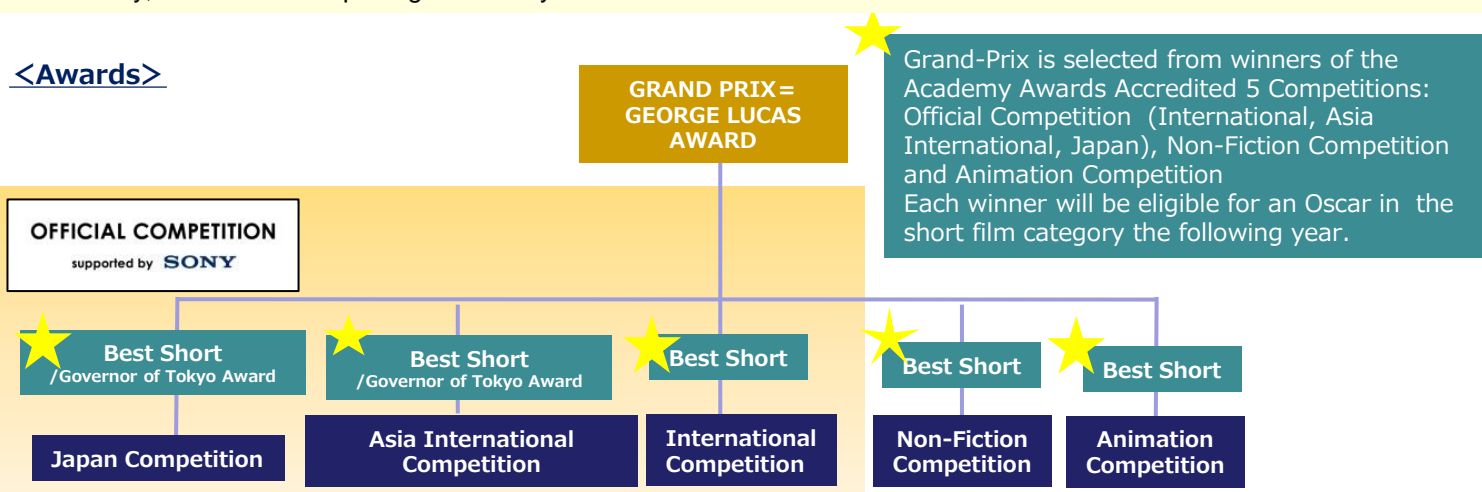 <Awards>
GRAND PRIX=
GEORGE LUCAS
AWARD
Grand-Prix is selected from winners of the
Academy Awards Accredited 5 Competitions:
Official Competition (International, Asia
International, Japan), Non-Fiction Competition
and Animation Competition
Each winner will be eligible for an Oscar in the
short film category the following year.
OFFICIAL COMPETITION
supported by SONY
Best Short
/Governor of Tokyo Award
Best Short
/Governor of Tokyo Award
Best Short
Best Short
Best Short
Japan Competition
Asia International
Competition
International
Competition
Non-Fiction
Competition
Animation
Competition